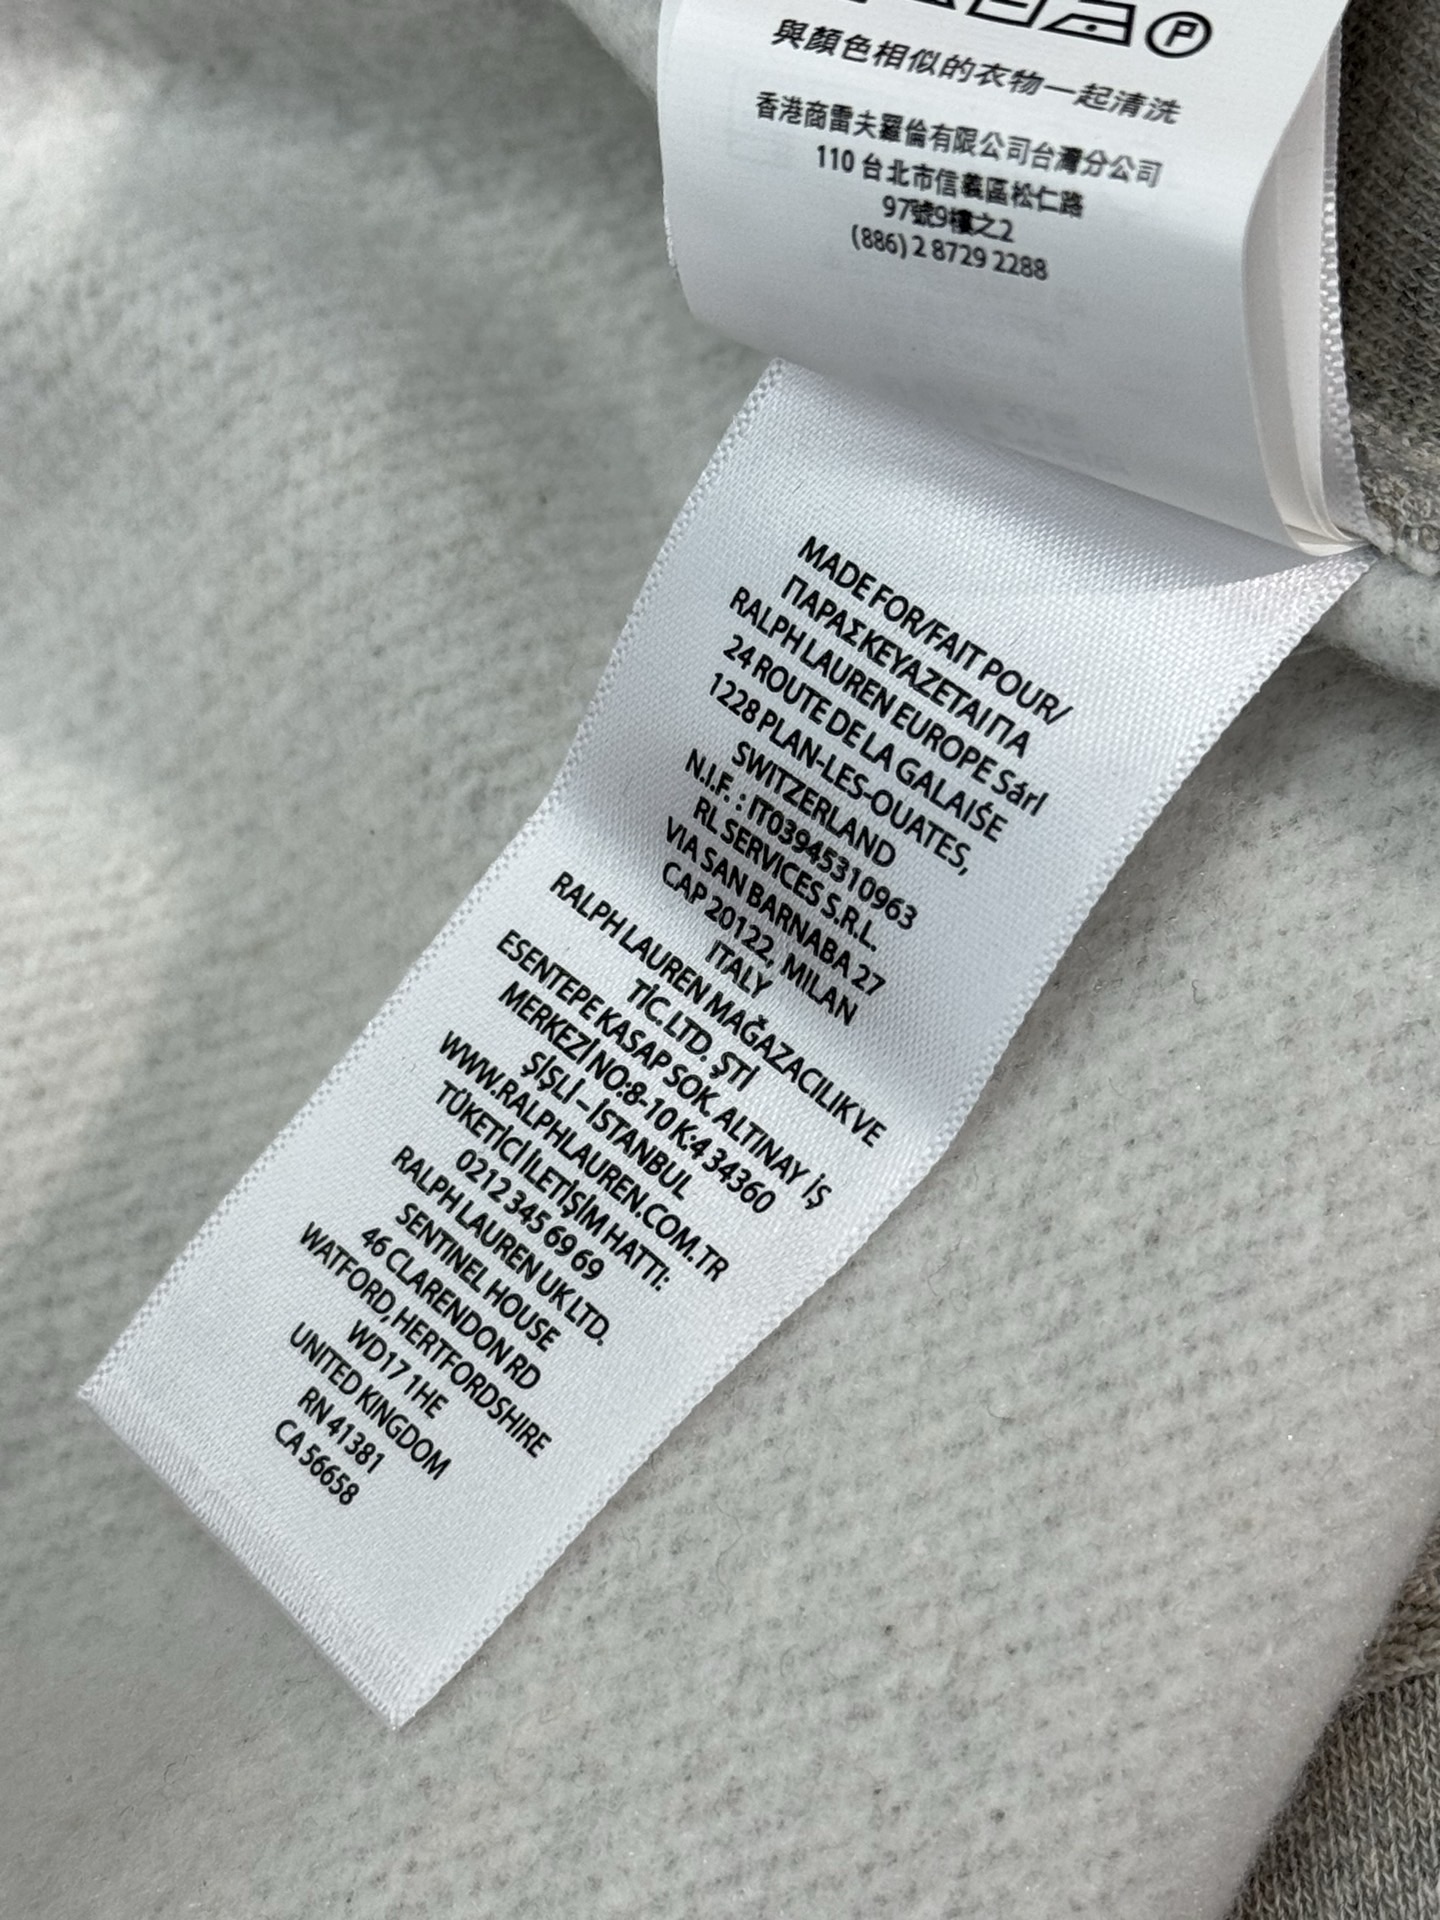 與顏色相似的衣物一起清洗
香港商雷夫羅倫有限公司台灣分公司
110 台北市信義區松仁路
97號9樓之2
(886) 2 8729 2288
MADE FOR/FAIT POUR/
ΠΑΡΑΣΚΕΥΑΖΕΤΑΙ ΠΑ
RALPH LAUREN EUROPE Sárl
24 ROUTE DE LA GALAIŚE
1228 PLAN-LES-OUATES,
SWITZERLAND
N.I.F. : IT03945310963
RL SERVICES S.R.L.
VIA SAN BARNABA 27
CAP 20122, MILAN
ITALY
RALPH LAUREN MAĞAZACILIK VE
TİC. LTD. ŞTİ
ESENTEPE KASAP SOK. ALTINAY İŞ
MERKEZİ NO:8-10 K:4 34360
ŞİŞLİ – İSTANBUL
WWW.RALPHLAUREN.COM.TR
TÜKETİCİ İLETİŞİM HATTI:
0212 345 69 69
RALPH LAUREN UK LTD.
SENTINEL HOUSE
46 CLARENDON RD
WATFORD, HERTFORDSHIRE
WD17 1HE
UNITED KINGDOM
RN 41381
CA 56658